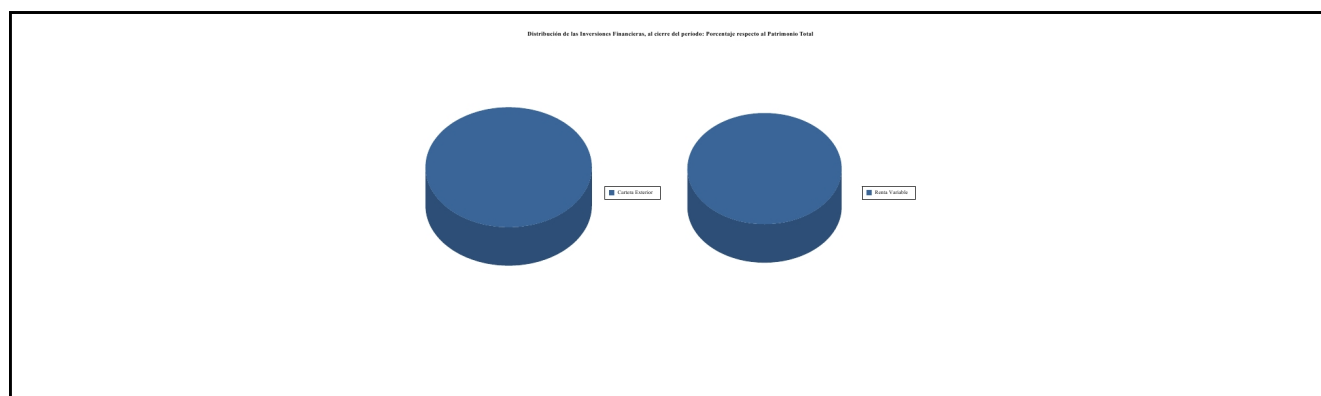 Distribución de las Inversiones Financieras, al cierre del período: Porcentaje respecto al Patrimonio Total
Cartera Exterior
Renta Variable